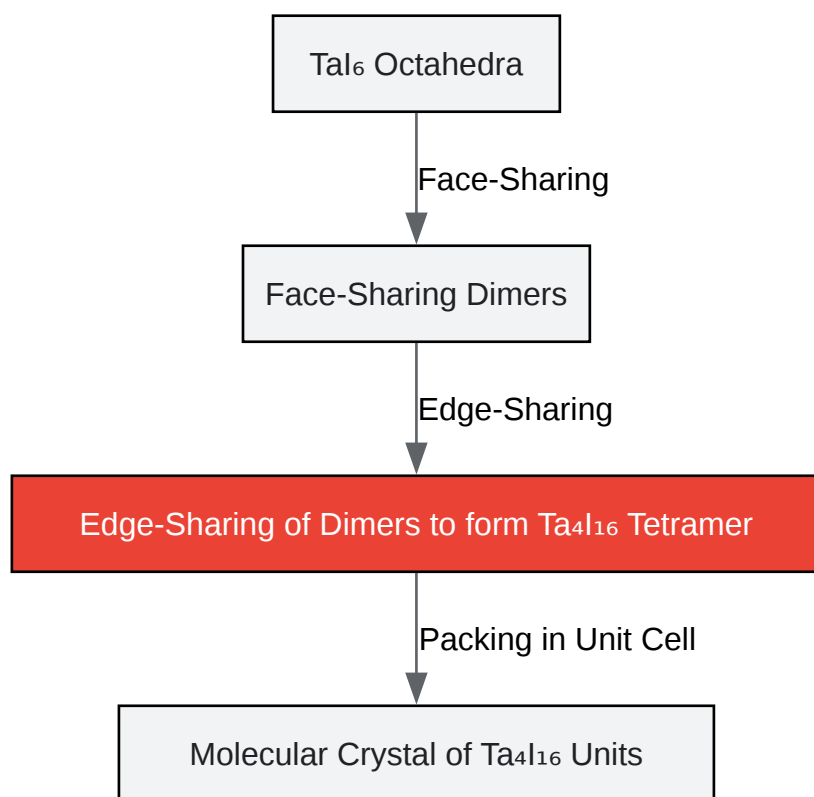 TaI₆ Octahedra
Face-Sharing
Face-Sharing Dimers
Edge-Sharing
Edge-Sharing of Dimers to form Ta₄I₁₆ Tetramer
Packing in Unit Cell
Molecular Crystal of Ta₄I₁₆ Units